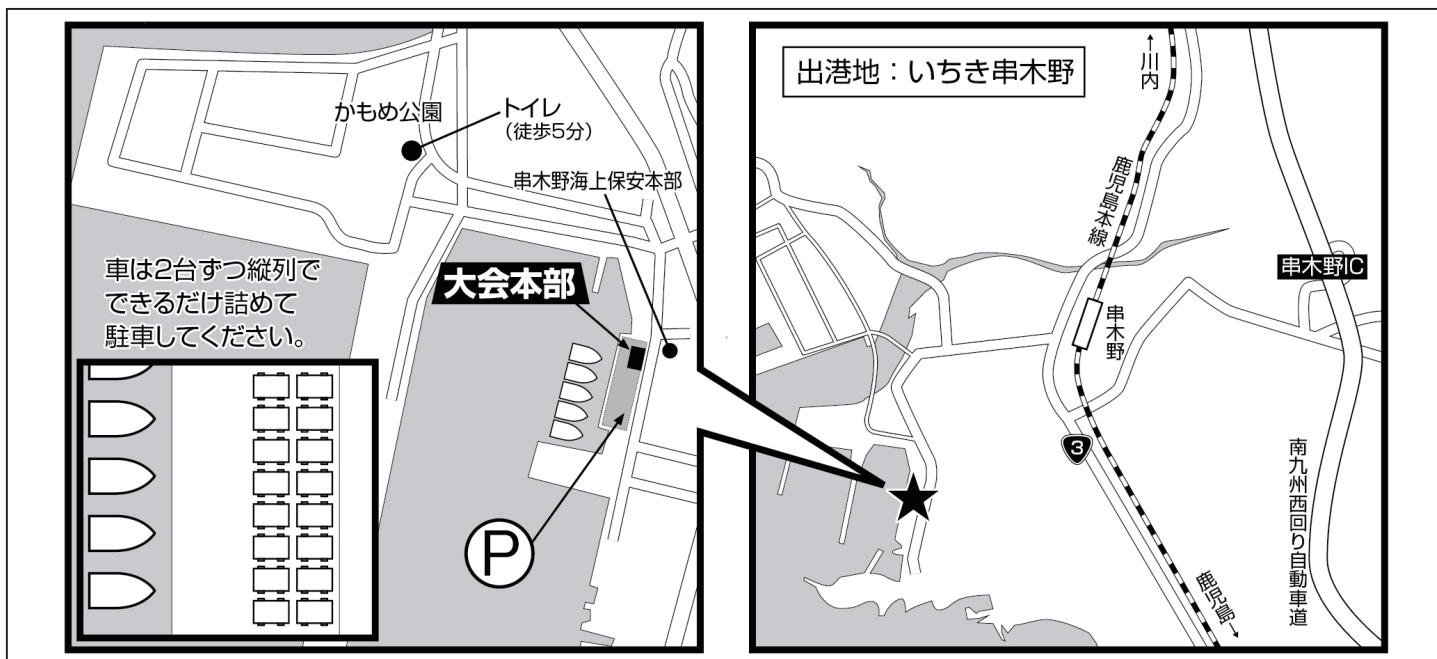 かもめ公園
トイレ
(徒歩5分)
串木野海上保安本部
車は2台ずつ縦列で
できるだけ詰めて
駐車してください。
大会本部
P
出港地：いちき串木野
↑川内
鹿児島本線
串木野IC
串木野
3
南九州西回り自動車道
鹿児島→